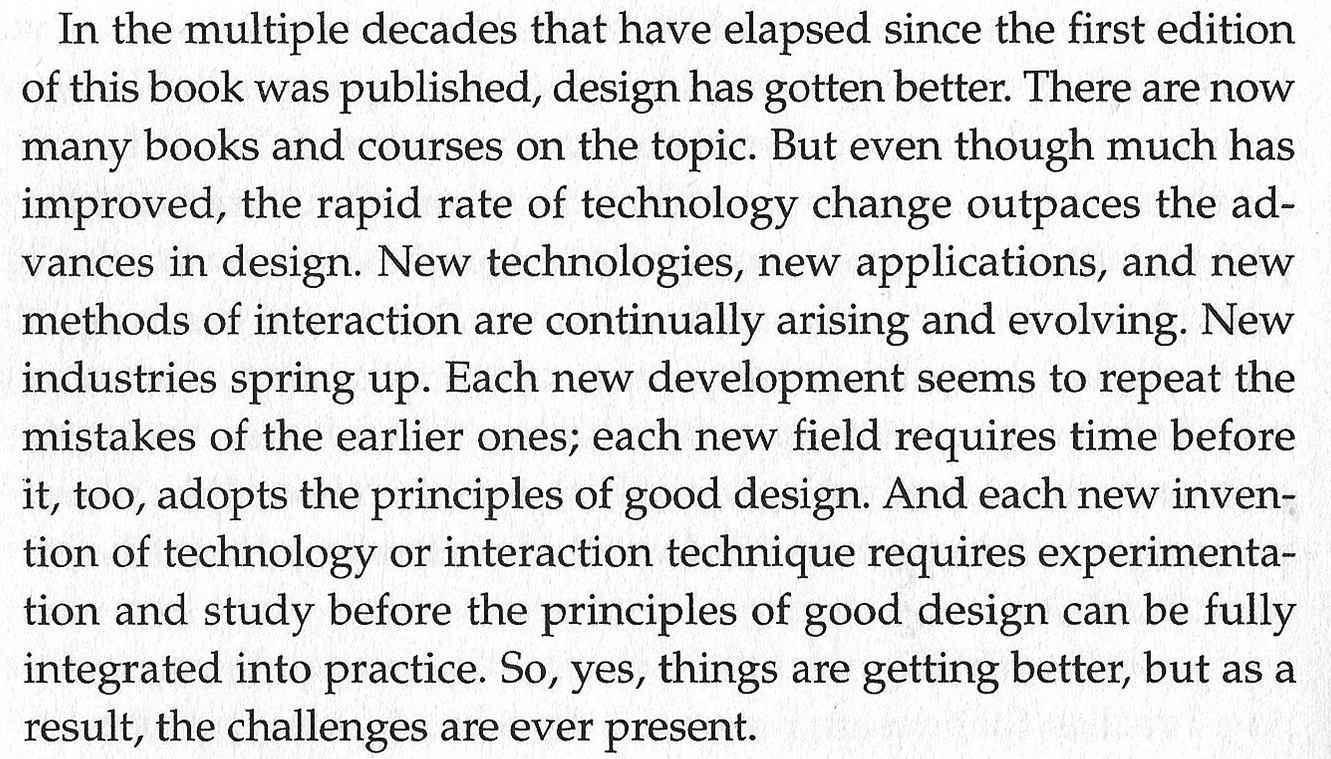 In the multiple decades that have elapsed since the first edition
of this book was published, design has gotten better. There are now
many books and courses on the topic. But even though much has
improved, the rapid rate of technology change outpaces the ad-
vances in design. New technologies, new applications, and new
methods of interaction are continually arising and evolving. New
industries spring up. Each new development seems to repeat the
mistakes of the earlier ones; each new field requires time before
it, too, adopts the principles of good design. And each new inven-
tion of technology or interaction technique requires experimenta-
tion and study before the principles of good design can be fully
integrated into practice. So, yes, things are getting better, but as a
result, the challenges are ever present.